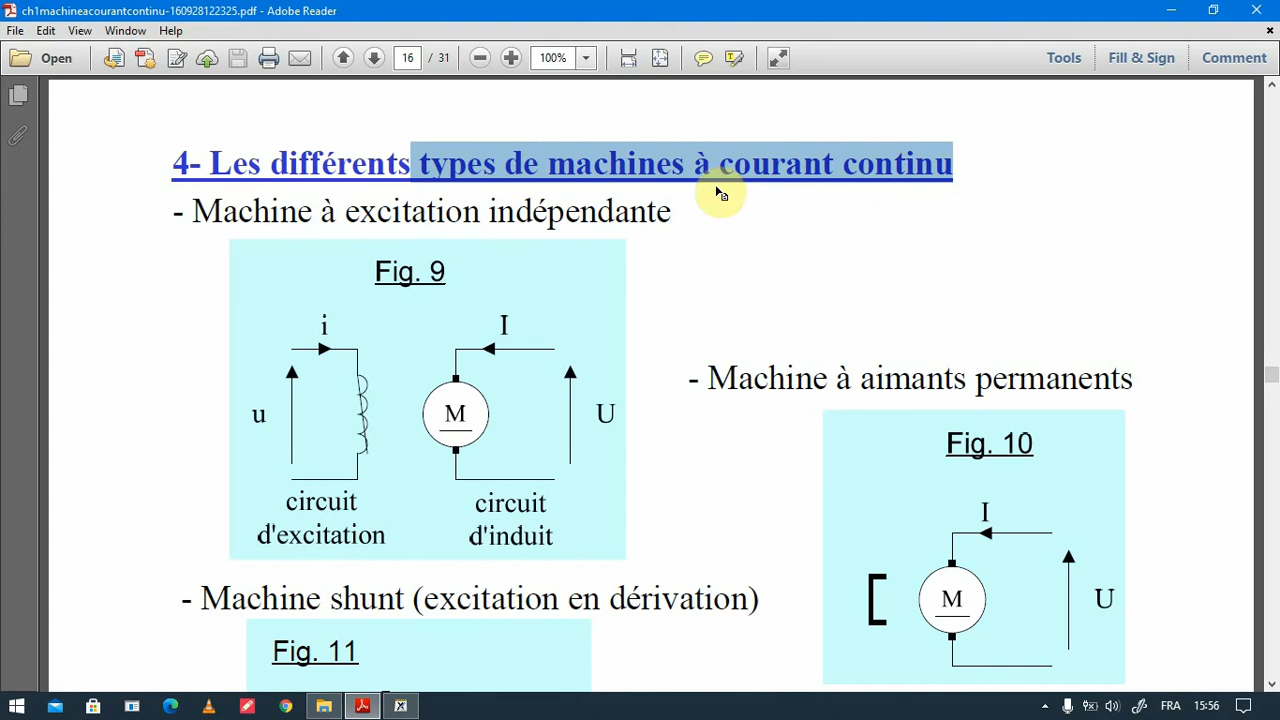 ch1machineacourantcontinu-160928122325.pdf - Adobe Reader
File Edit View Window Help
Open 16 / 31 100% Tools Fill & Sign Comment
4- Les différents types de machines à courant continu
- Machine à excitation indépendante
Fig. 9
i I
u M U
circuit d'excitation
circuit d'induit
- Machine à aimants permanents
Fig. 10
I
M U
- Machine shunt (excitation en dérivation)
Fig. 11
FRA 15:56